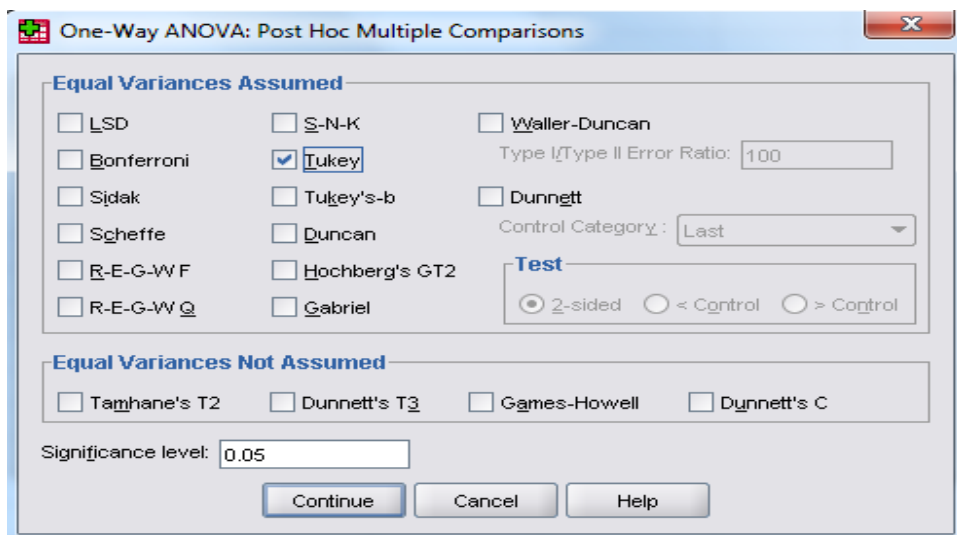 One-Way ANOVA: Post Hoc Multiple Comparisons
Equal Variances Assumed
LSD S-N-K Waller-Duncan
Bonferroni Tukey Type I/Type II Error Ratio: 100
Sidak Tukey's-b Dunnett
Scheffe Duncan Control Category: Last
R-E-G-W F Hochberg's GT2 Test
R-E-G-W Q Gabriel 2-sided < Control > Control
Equal Variances Not Assumed
Tamhane's T2 Dunnett's T3 Games-Howell Dunnett's C
Significance level: 0.05
Continue Cancel Help